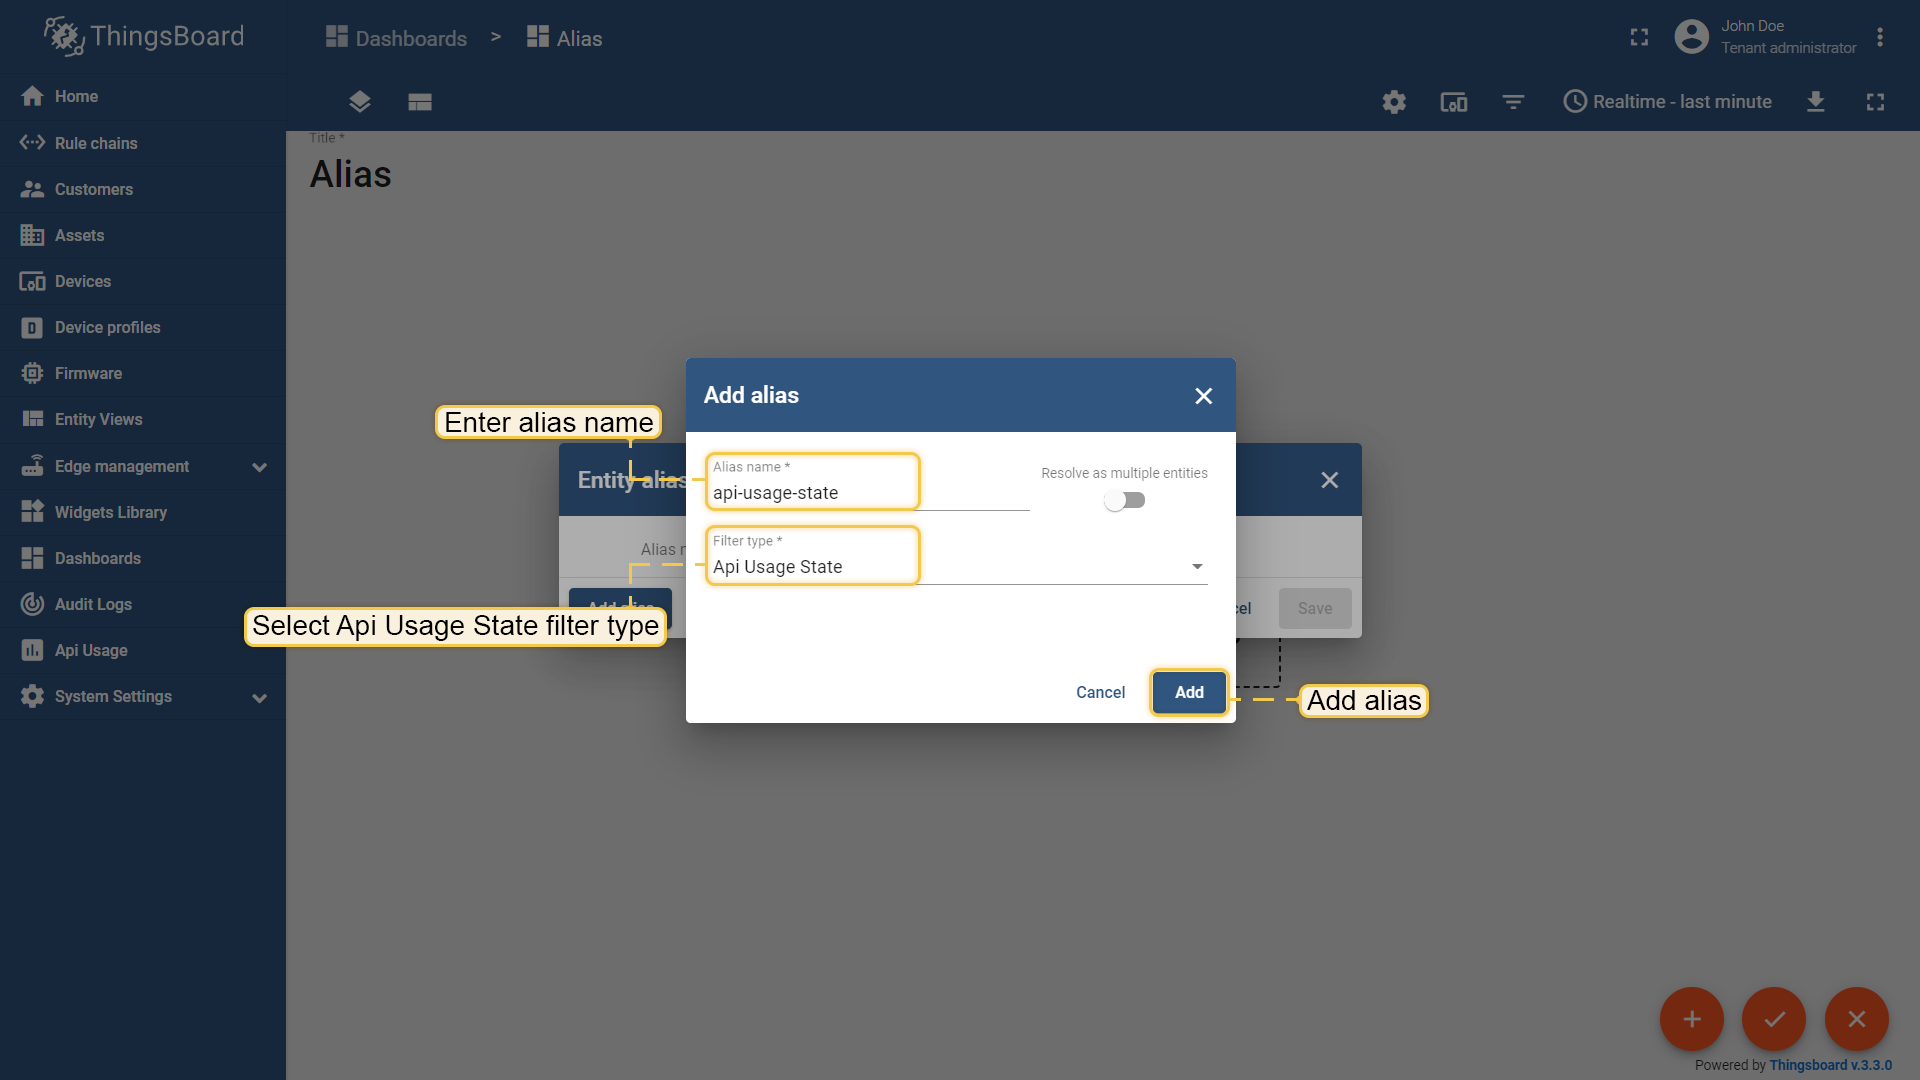 ThingsBoard
Dashboards > Alias
John Doe
Tenant administrator
Home
Rule chains
Customers
Assets
Devices
Device profiles
Firmware
Entity Views
Edge management
Widgets Library
Dashboards
Audit Logs
Api Usage
System Settings
Realtime - last minute
Title *
Alias
Add alias
Enter alias name
Entity alias
Alias name *
api-usage-state
Resolve as multiple entities
Alias n
Filter type *
Api Usage State
Add alias
Select Api Usage State filter type
cel
Save
Cancel
Add
Add alias
Powered by Thingsboard v.3.3.0